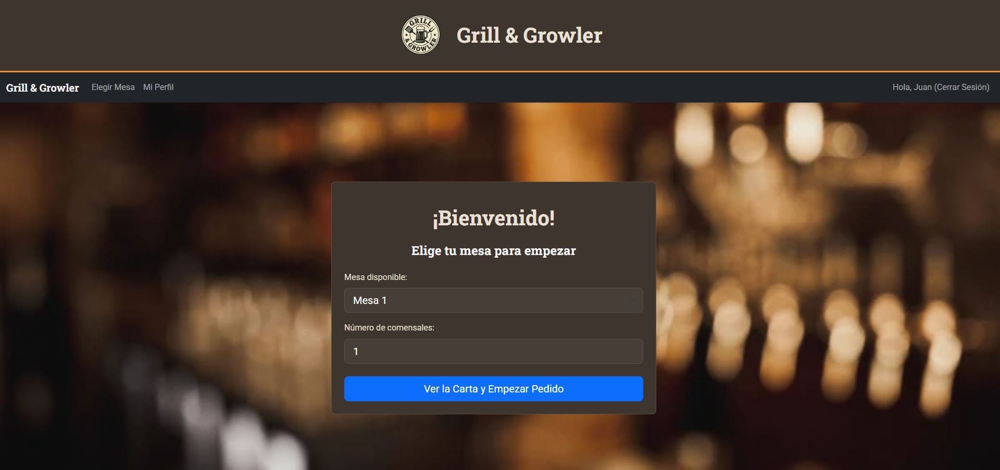 GRILL
& GROWLER
Grill & Growler
Grill & Growler
Elegir Mesa
Mi Perfil
Hola, Juan (Cerrar Sesión)
¡Bienvenido!
Elige tu mesa para empezar
Mesa disponible:
Mesa 1
Número de comensales:
1
Ver la Carta y Empezar Pedido